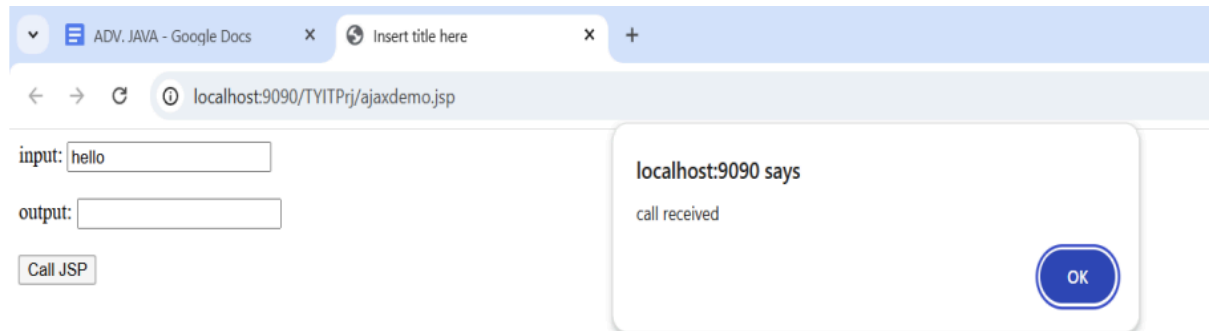 ADV. JAVA - Google Docs
Insert title here
localhost:9090/TYITPrj/ajaxdemo.jsp
input: hello
output:
Call JSP
localhost:9090 says
call received
OK